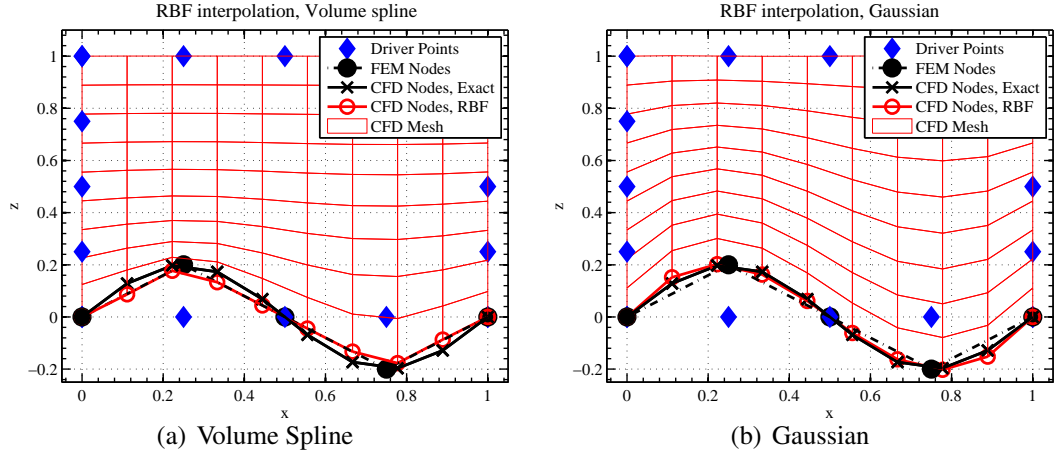 RBF interpolation, Volume spline
1
0.8
0.6
0.4
0.2
0
−0.2
z
0
0.2
0.4
0.6
0.8
1
x
Driver Points
FEM Nodes
CFD Nodes, Exact
CFD Nodes, RBF
CFD Mesh
(a) Volume Spline
RBF interpolation, Gaussian
1
0.8
0.6
0.4
0.2
0
−0.2
z
0
0.2
0.4
0.6
0.8
1
x
Driver Points
FEM Nodes
CFD Nodes, Exact
CFD Nodes, RBF
CFD Mesh
(b) Gaussian